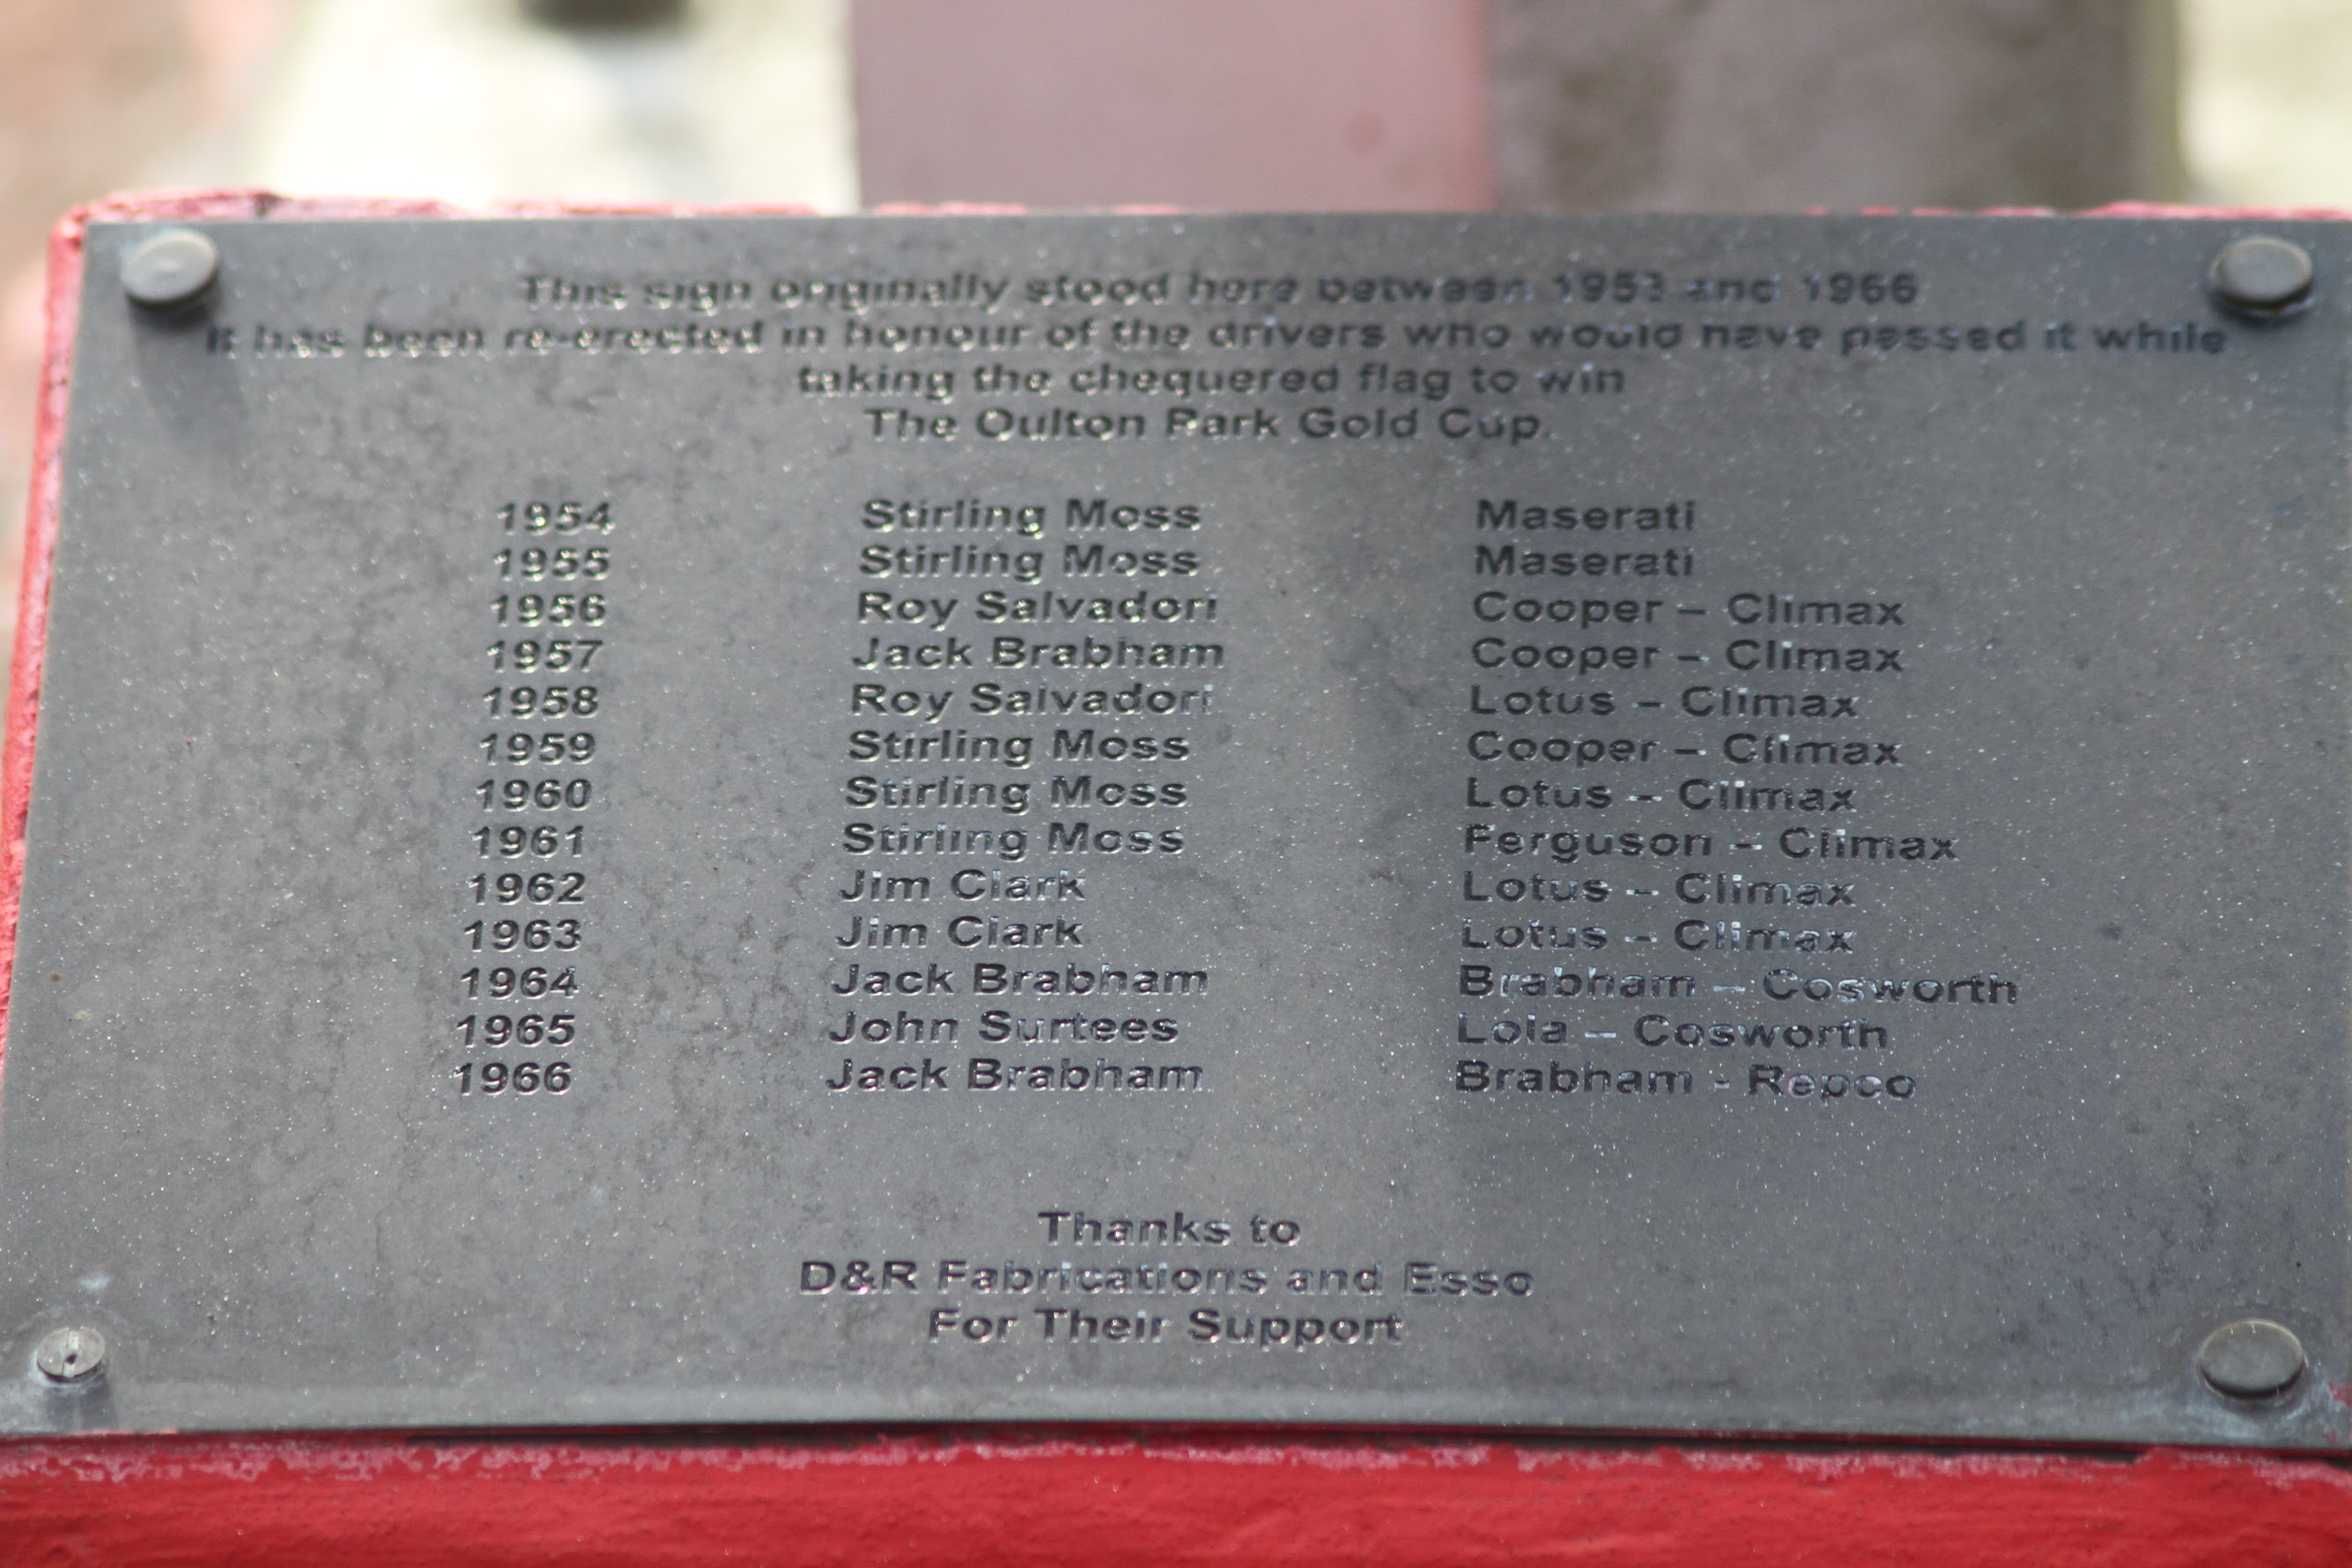 This sign originally stood here between 1953 and 1966
It has been re-erected in honour of the drivers who would have passed it while
taking the chequered flag to win
The Oulton Park Gold Cup.
1954 Stirling Moss Maserati
1955 Stirling Moss Maserati
1956 Roy Salvadori Cooper – Climax
1957 Jack Brabham Cooper – Climax
1958 Roy Salvadori Lotus – Climax
1959 Stirling Moss Cooper – Climax
1960 Stirling Moss Lotus – Climax
1961 Stirling Moss Ferguson – Climax
1962 Jim Clark Lotus – Climax
1963 Jim Clark Lotus – Climax
1964 Jack Brabham Brabham – Cosworth
1965 John Surtees Lola – Cosworth
1966 Jack Brabham Brabham - Repco
Thanks to
D&R Fabrications and Esso
For Their Support